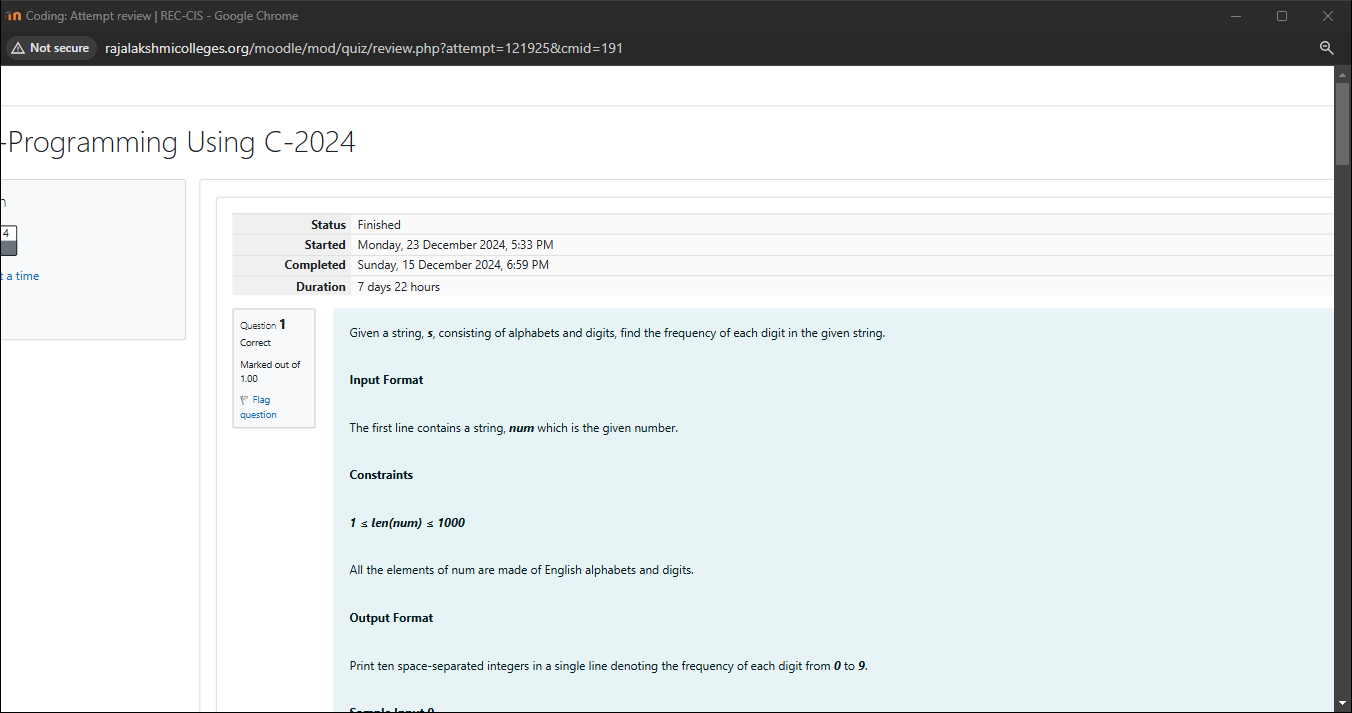 Coding: Attempt review | REC-CIS - Google Chrome
Not secure rajalakshmicolleges.org/moodle/mod/quiz/review.php?attempt=121925&cmid=191
-Programming Using C-2024
n
4
t a time
Status Finished
Started Monday, 23 December 2024, 5:33 PM
Completed Sunday, 15 December 2024, 6:59 PM
Duration 7 days 22 hours
Question 1
Correct
Marked out of
1.00
Flag
question
Given a string, s, consisting of alphabets and digits, find the frequency of each digit in the given string.
Input Format
The first line contains a string, num which is the given number.
Constraints
1 ≤ len(num) ≤ 1000
All the elements of num are made of English alphabets and digits.
Output Format
Print ten space-separated integers in a single line denoting the frequency of each digit from 0 to 9.
Sample Input 0